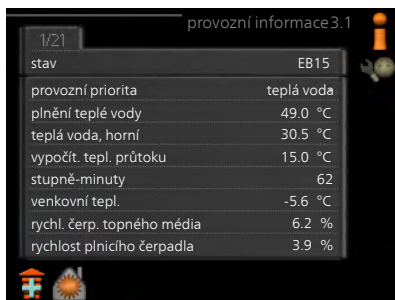 provozní informace 3.1
1/21
stav EB15
provozní priorita teplá voda
plnění teplé vody 49.0 °C
teplá voda, horní 30.5 °C
vypočít. tepl. průtoku 15.0 °C
stupně-minuty 62
venkovní tepl. -5.6 °C
rychl. čerp. topného média 6.2 %
rychlost plnicího čerpadla 3.9 %